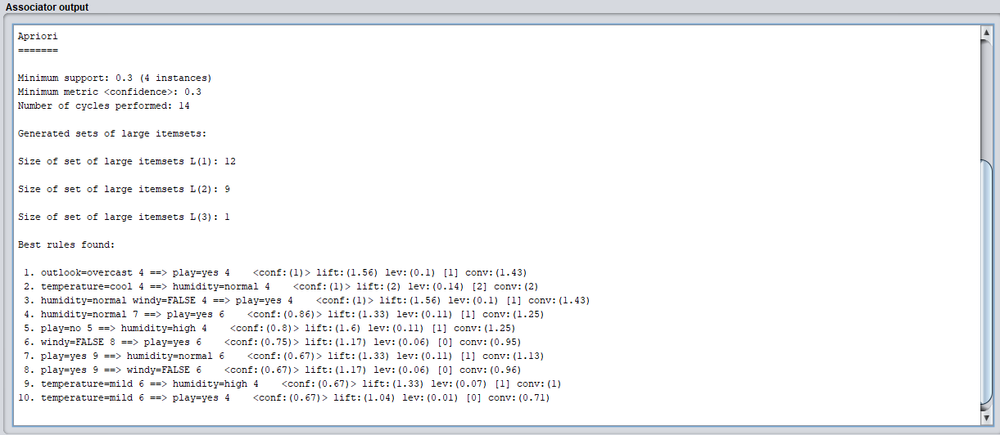 Associator output
Apriori
=======
Minimum support: 0.3 (4 instances)
Minimum metric <confidence>: 0.3
Number of cycles performed: 14
Generated sets of large itemsets:
Size of set of large itemsets L(1): 12
Size of set of large itemsets L(2): 9
Size of set of large itemsets L(3): 1
Best rules found:
1. outlook=overcast 4 ==> play=yes 4    <conf:(1)> lift:(1.56) lev:(0.1) [1] conv:(1.43)
2. temperature=cool 4 ==> humidity=normal 4    <conf:(1)> lift:(2) lev:(0.14) [2] conv:(2)
3. humidity=normal windy=FALSE 4 ==> play=yes 4    <conf:(1)> lift:(1.56) lev:(0.1) [1] conv:(1.43)
4. humidity=normal 7 ==> play=yes 6    <conf:(0.86)> lift:(1.33) lev:(0.11) [1] conv:(1.25)
5. play=no 5 ==> humidity=high 4    <conf:(0.8)> lift:(1.6) lev:(0.11) [1] conv:(1.25)
6. windy=FALSE 8 ==> play=yes 6    <conf:(0.75)> lift:(1.17) lev:(0.06) [0] conv:(0.95)
7. play=yes 9 ==> humidity=normal 6    <conf:(0.67)> lift:(1.33) lev:(0.11) [1] conv:(1.13)
8. play=yes 9 ==> windy=FALSE 6    <conf:(0.67)> lift:(1.17) lev:(0.06) [0] conv:(0.96)
9. temperature=mild 6 ==> humidity=high 4    <conf:(0.67)> lift:(1.33) lev:(0.07) [1] conv:(1)
10. temperature=mild 6 ==> play=yes 4    <conf:(0.67)> lift:(1.04) lev:(0.01) [0] conv:(0.71)